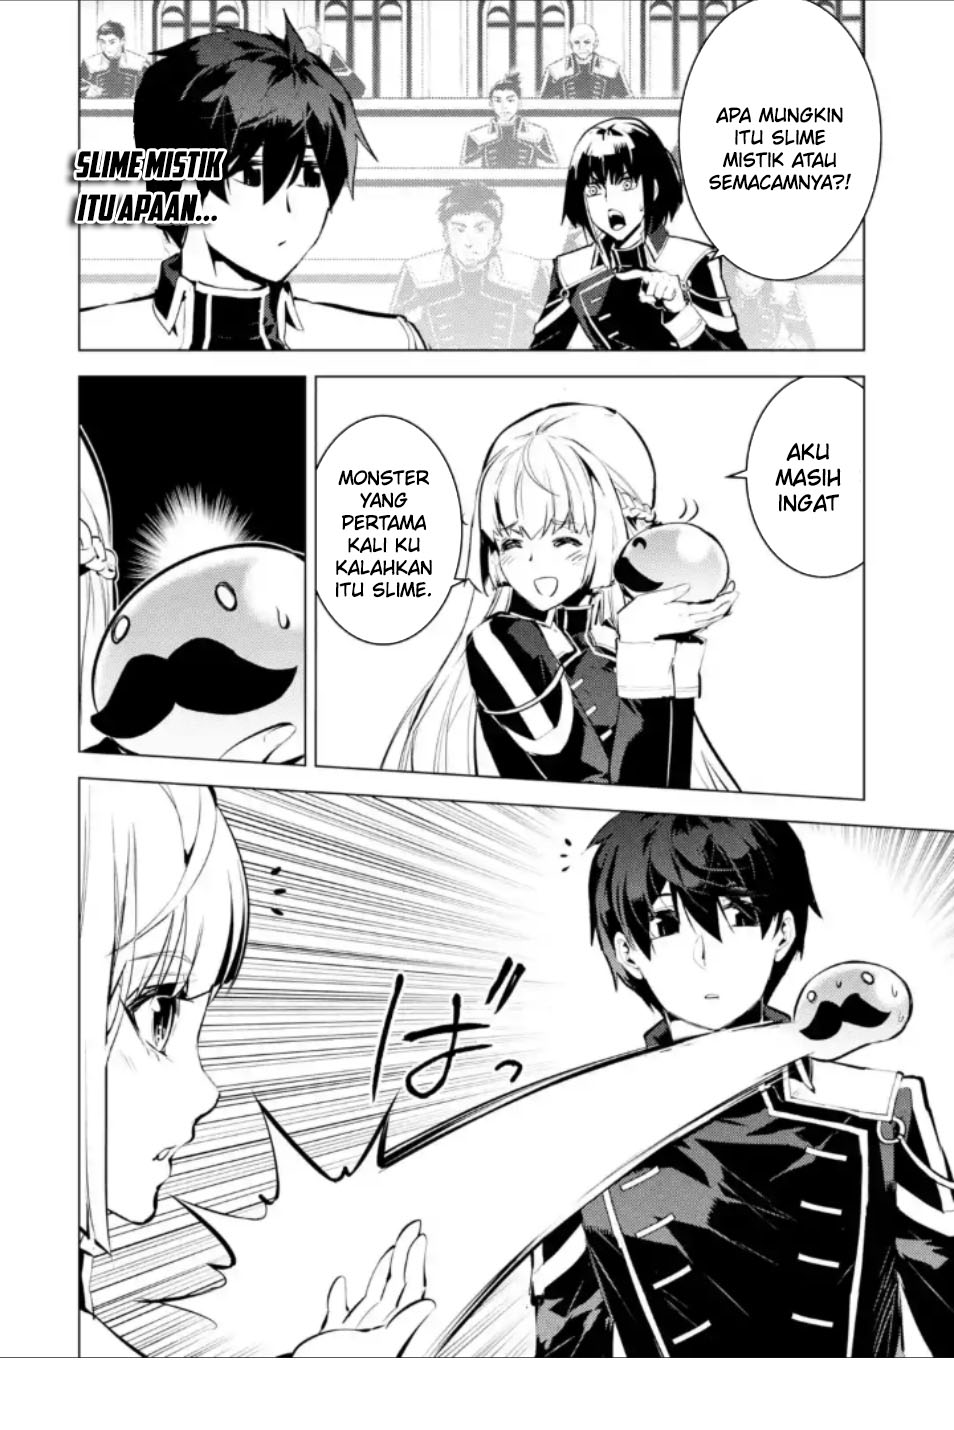 APA MUNGKIN
ITU SLIME
MISTIK ATAU
SEMACAMNYA?!
SLIME MISTIK
ITU APAAN...
AKU
MASIH
INGAT
MONSTER
YANG
PERTAMA
KALI KU
KALAHKAN
ITU SLIME.
ばっ